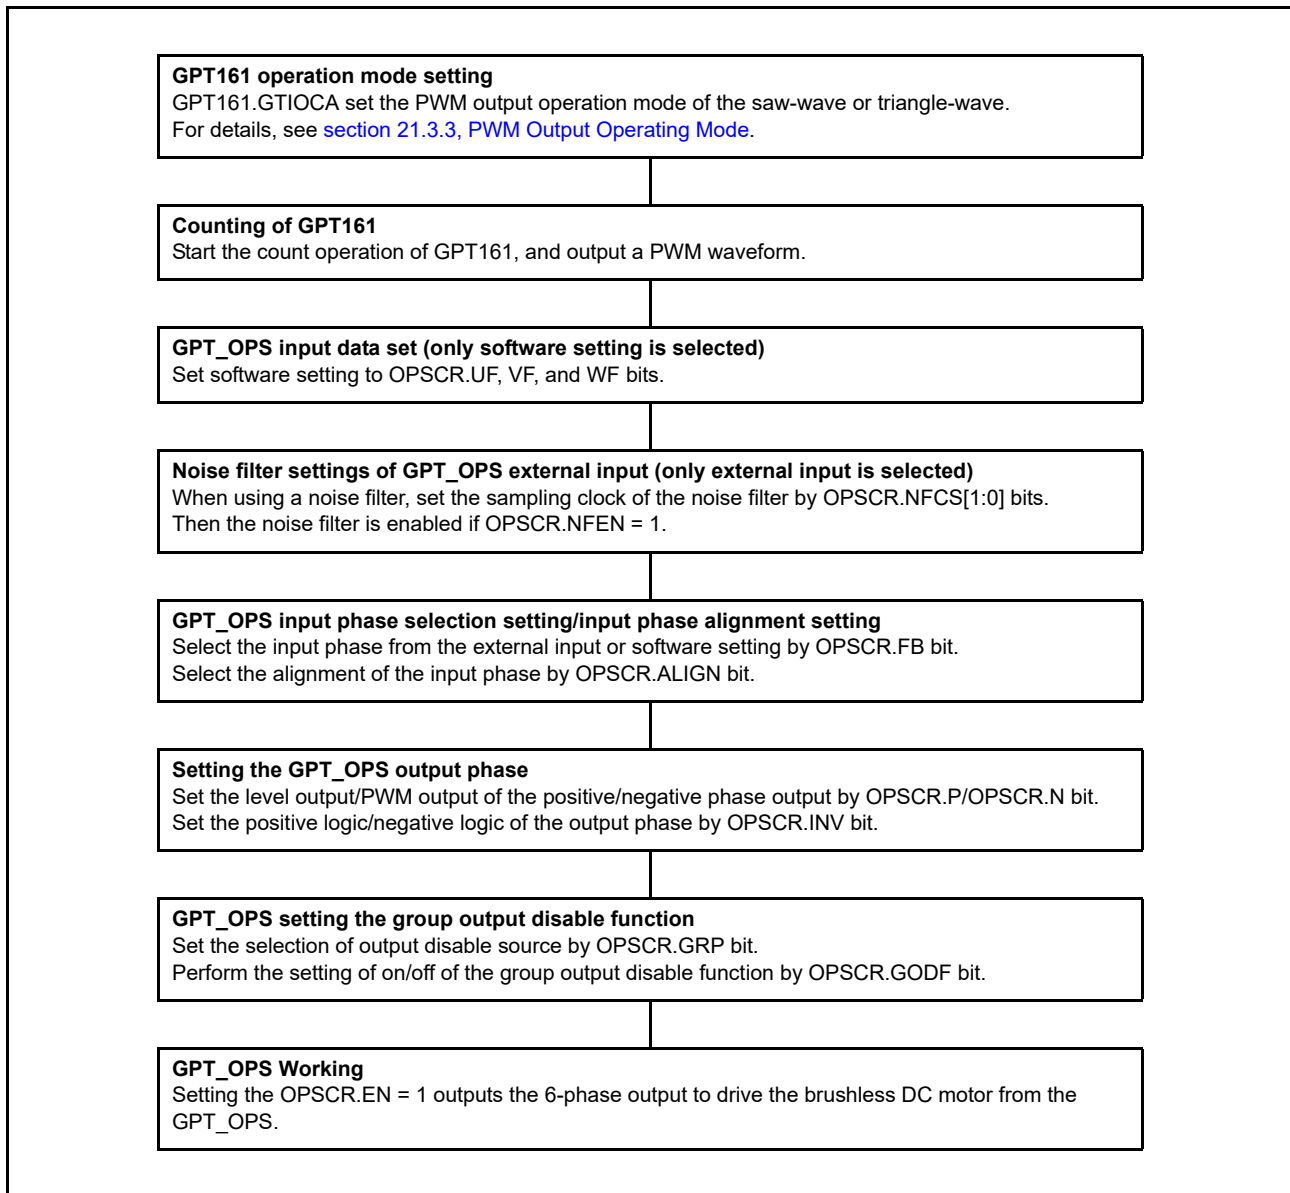 GPT161 operation mode setting
GPT161.GTIOCA set the PWM output operation mode of the saw-wave or triangle-wave.
For details, see section 21.3.3, PWM Output Operating Mode.
Counting of GPT161
Start the count operation of GPT161, and output a PWM waveform.
GPT_OPS input data set (only software setting is selected)
Set software setting to OPSCR.UF, VF, and WF bits.
Noise filter settings of GPT_OPS external input (only external input is selected)
When using a noise filter, set the sampling clock of the noise filter by OPSCR.NFCS[1:0] bits.
Then the noise filter is enabled if OPSCR.NFEN = 1.
GPT_OPS input phase selection setting/input phase alignment setting
Select the input phase from the external input or software setting by OPSCR.FB bit.
Select the alignment of the input phase by OPSCR.ALIGN bit.
Setting the GPT_OPS output phase
Set the level output/PWM output of the positive/negative phase output by OPSCR.P/OPSCR.N bit.
Set the positive logic/negative logic of the output phase by OPSCR.INV bit.
GPT_OPS setting the group output disable function
Set the selection of output disable source by OPSCR.GRP bit.
Perform the setting of on/off of the group output disable function by OPSCR.GODF bit.
GPT_OPS Working
Setting the OPSCR.EN = 1 outputs the 6-phase output to drive the brushless DC motor from the
GPT_OPS.